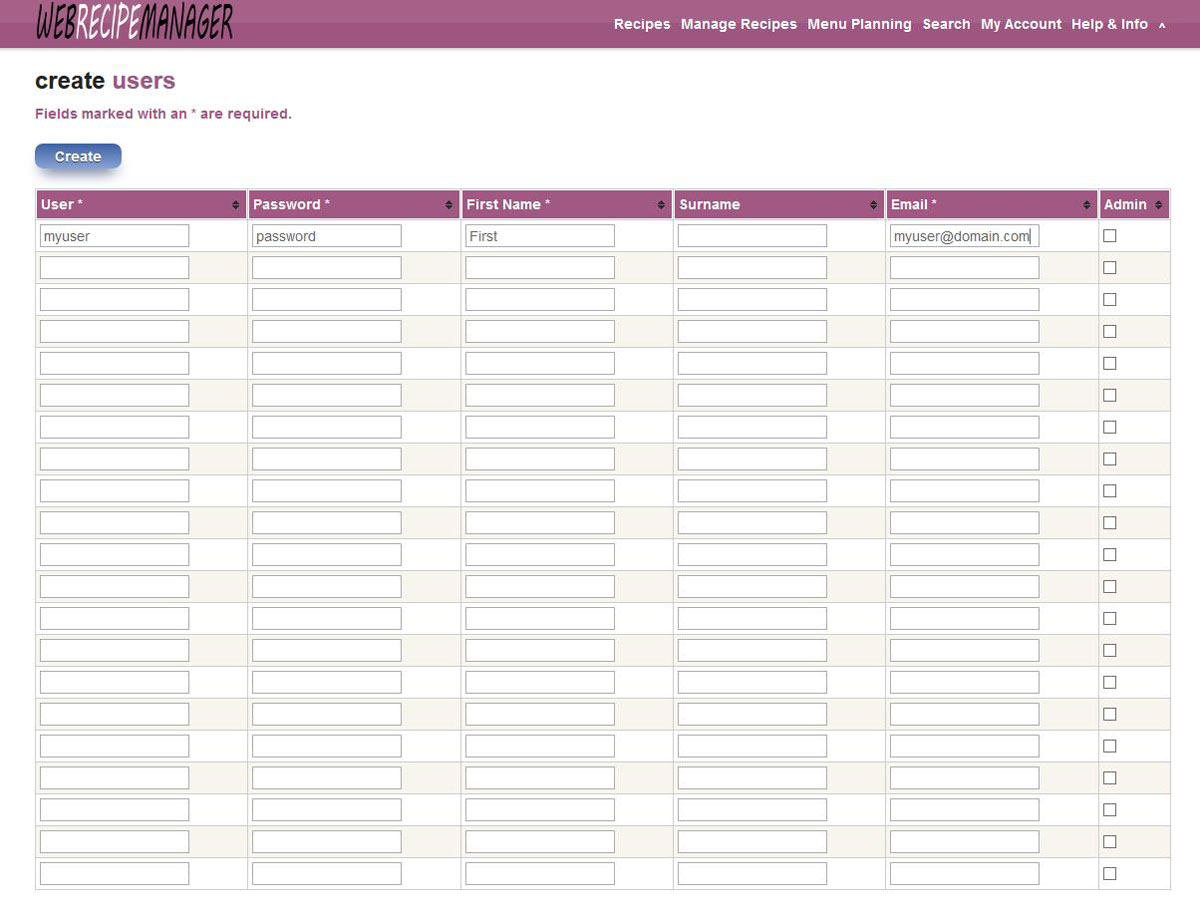 WEBRECIPEMANAGER
Recipes Manage Recipes Menu Planning Search My Account Help & Info ^
create users
Fields marked with an * are required.
Create
User * Password * First Name * Surname Email * Admin
myuser password First myuser@domain.com